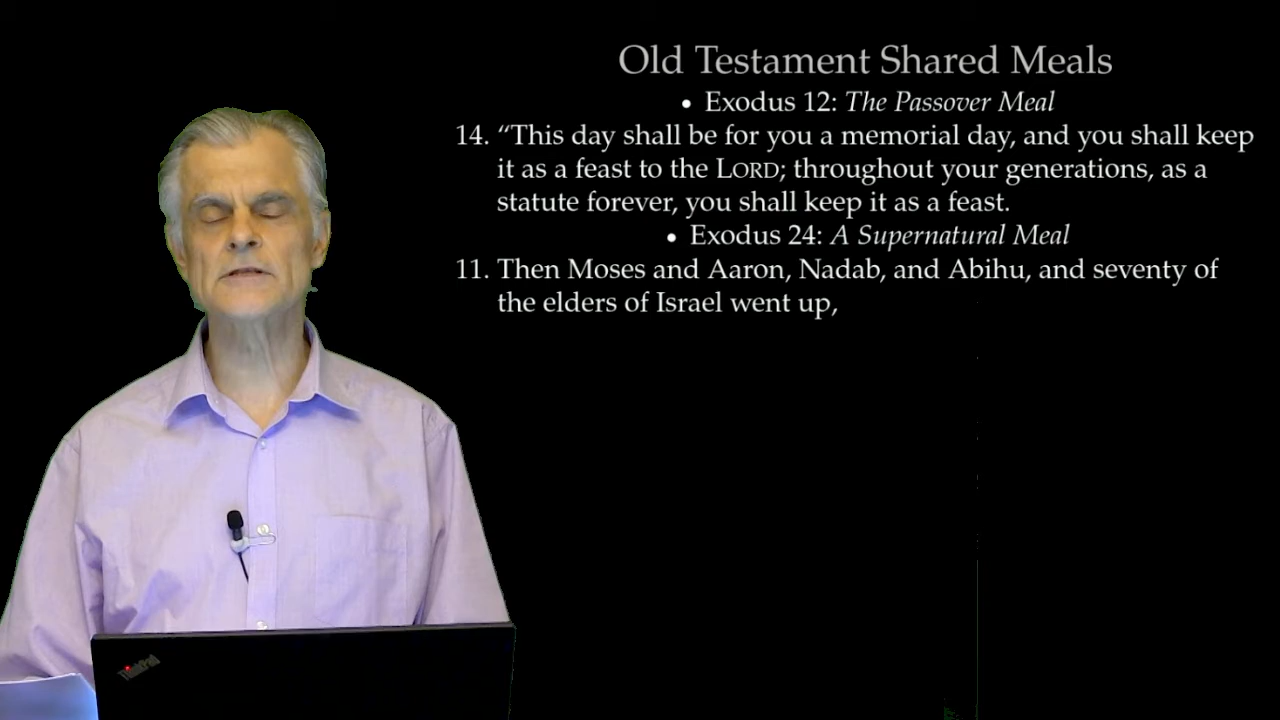 Old Testament Shared Meals
• Exodus 12: The Passover Meal
14. “This day shall be for you a memorial day, and you shall keep
it as a feast to the LORD; throughout your generations, as a
statute forever, you shall keep it as a feast.
• Exodus 24: A Supernatural Meal
11. Then Moses and Aaron, Nadab, and Abihu, and seventy of
the elders of Israel went up,
ThinkPad